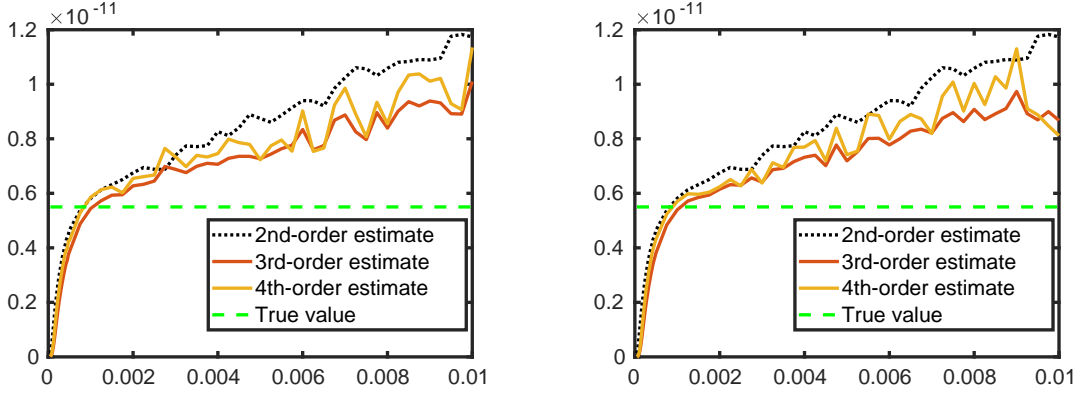 ×10⁻¹¹
1.2
1
0.8
0.6
0.4
0.2
0
2nd-order estimate
3rd-order estimate
4th-order estimate
True value
0 0.002 0.004 0.006 0.008 0.01
×10⁻¹¹
1.2
1
0.8
0.6
0.4
0.2
0
2nd-order estimate
3rd-order estimate
4th-order estimate
True value
0 0.002 0.004 0.006 0.008 0.01